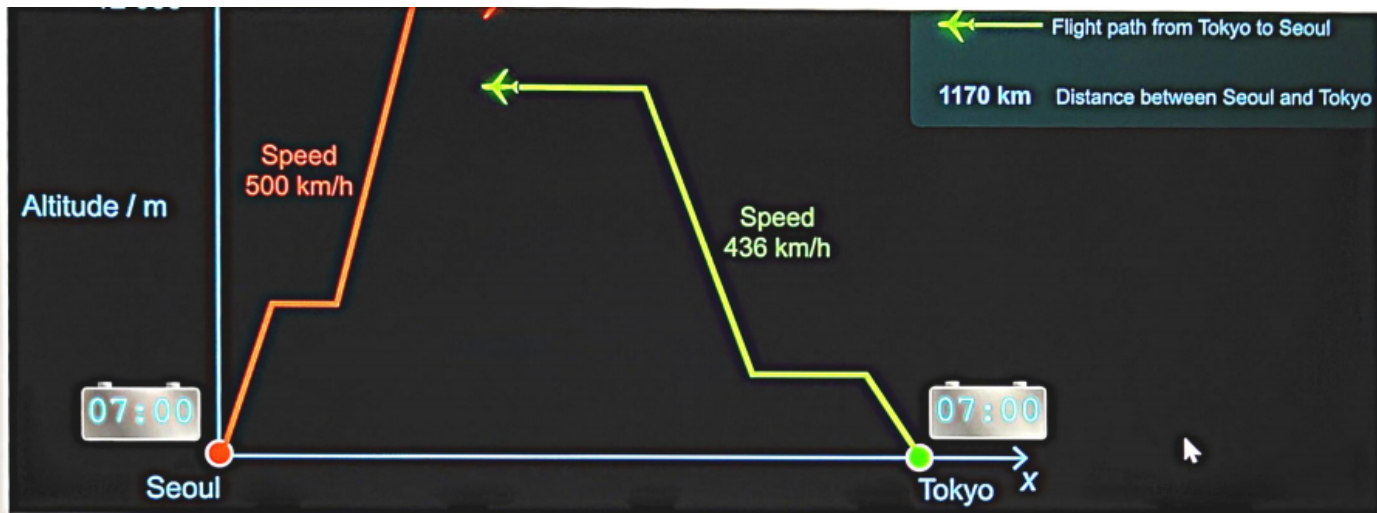 Flight path from Tokyo to Seoul
1170 km Distance between Seoul and Tokyo
Speed
500 km/h
Altitude / m
Speed
436 km/h
07:00
07:00
Seoul
Tokyo
x